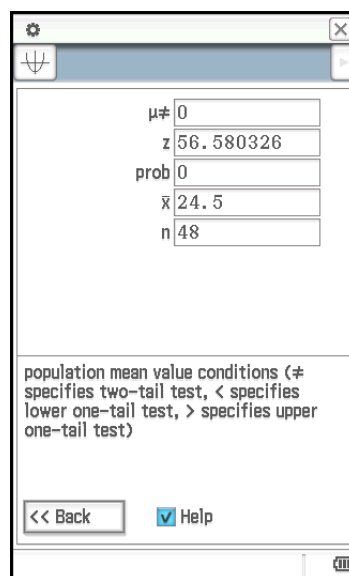 μ≠ 0
z 56.580326
prob 0
x̄ 24.5
n 48
population mean value conditions (≠
specifies two-tail test, < specifies
lower one-tail test, > specifies upper
one-tail test)
<< Back
Help